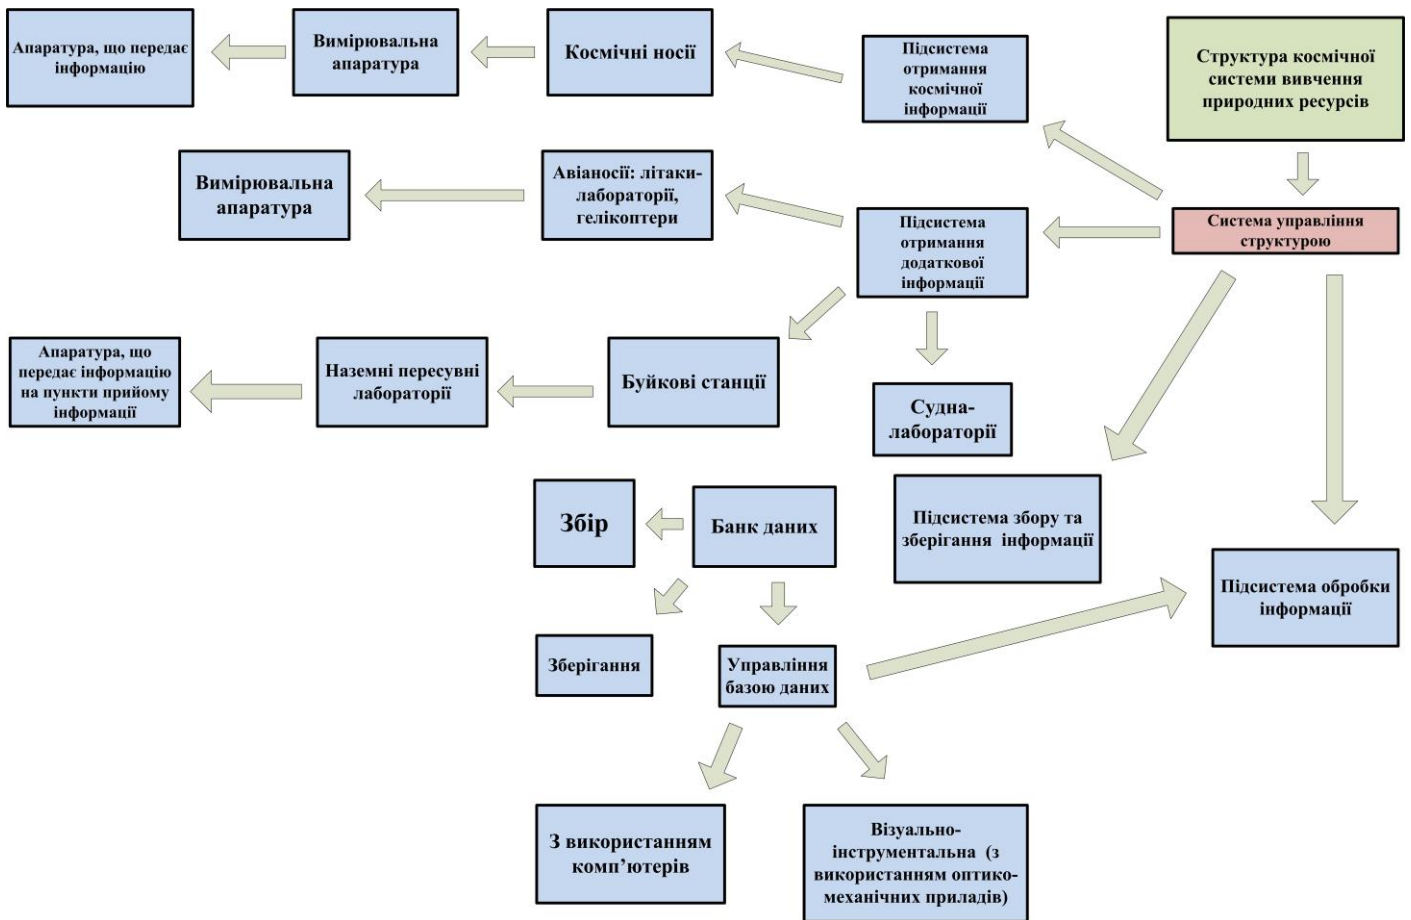 Апаратура, що передає
інформацію
Вимірювальна
апаратура
Космічні носії
Підсистема
отримання
космічної
інформації
Структура космічної
системи вивчення
природних ресурсів
Вимірювальна
апаратура
Авіаносії: літаки-
лабораторії,
гелікоптери
Підсистема
отримання
додаткової
інформації
Система управління
структурою
Апаратура, що
передає інформацію
на пункти прийому
інформації
Наземні пересувні
лабораторії
Буйкові станції
Судна-
лабораторії
Збір
Банк даних
Підсистема збору та
зберігання інформації
Підсистема обробки
інформації
Зберігання
Управління
базою даних
З використанням
комп’ютерів
Візуально-
інструментальна (з
використанням оптико-
механічних приладів)